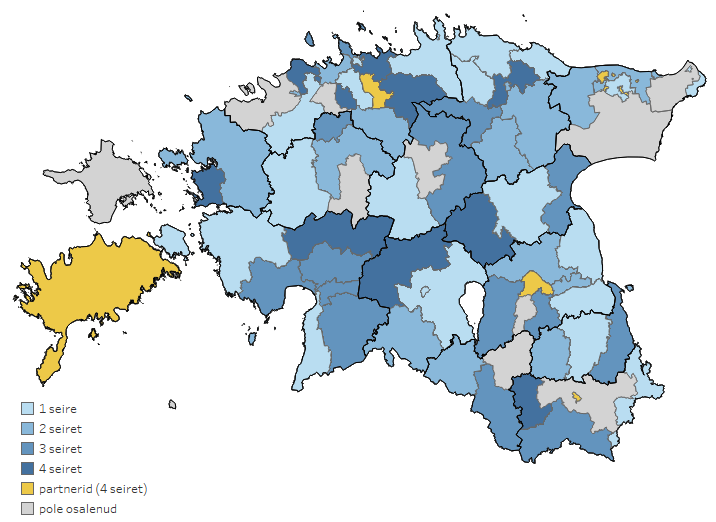 1 seire
2 seiret
3 seiret
4 seiret
partnerid (4 seiret)
pole osalenud